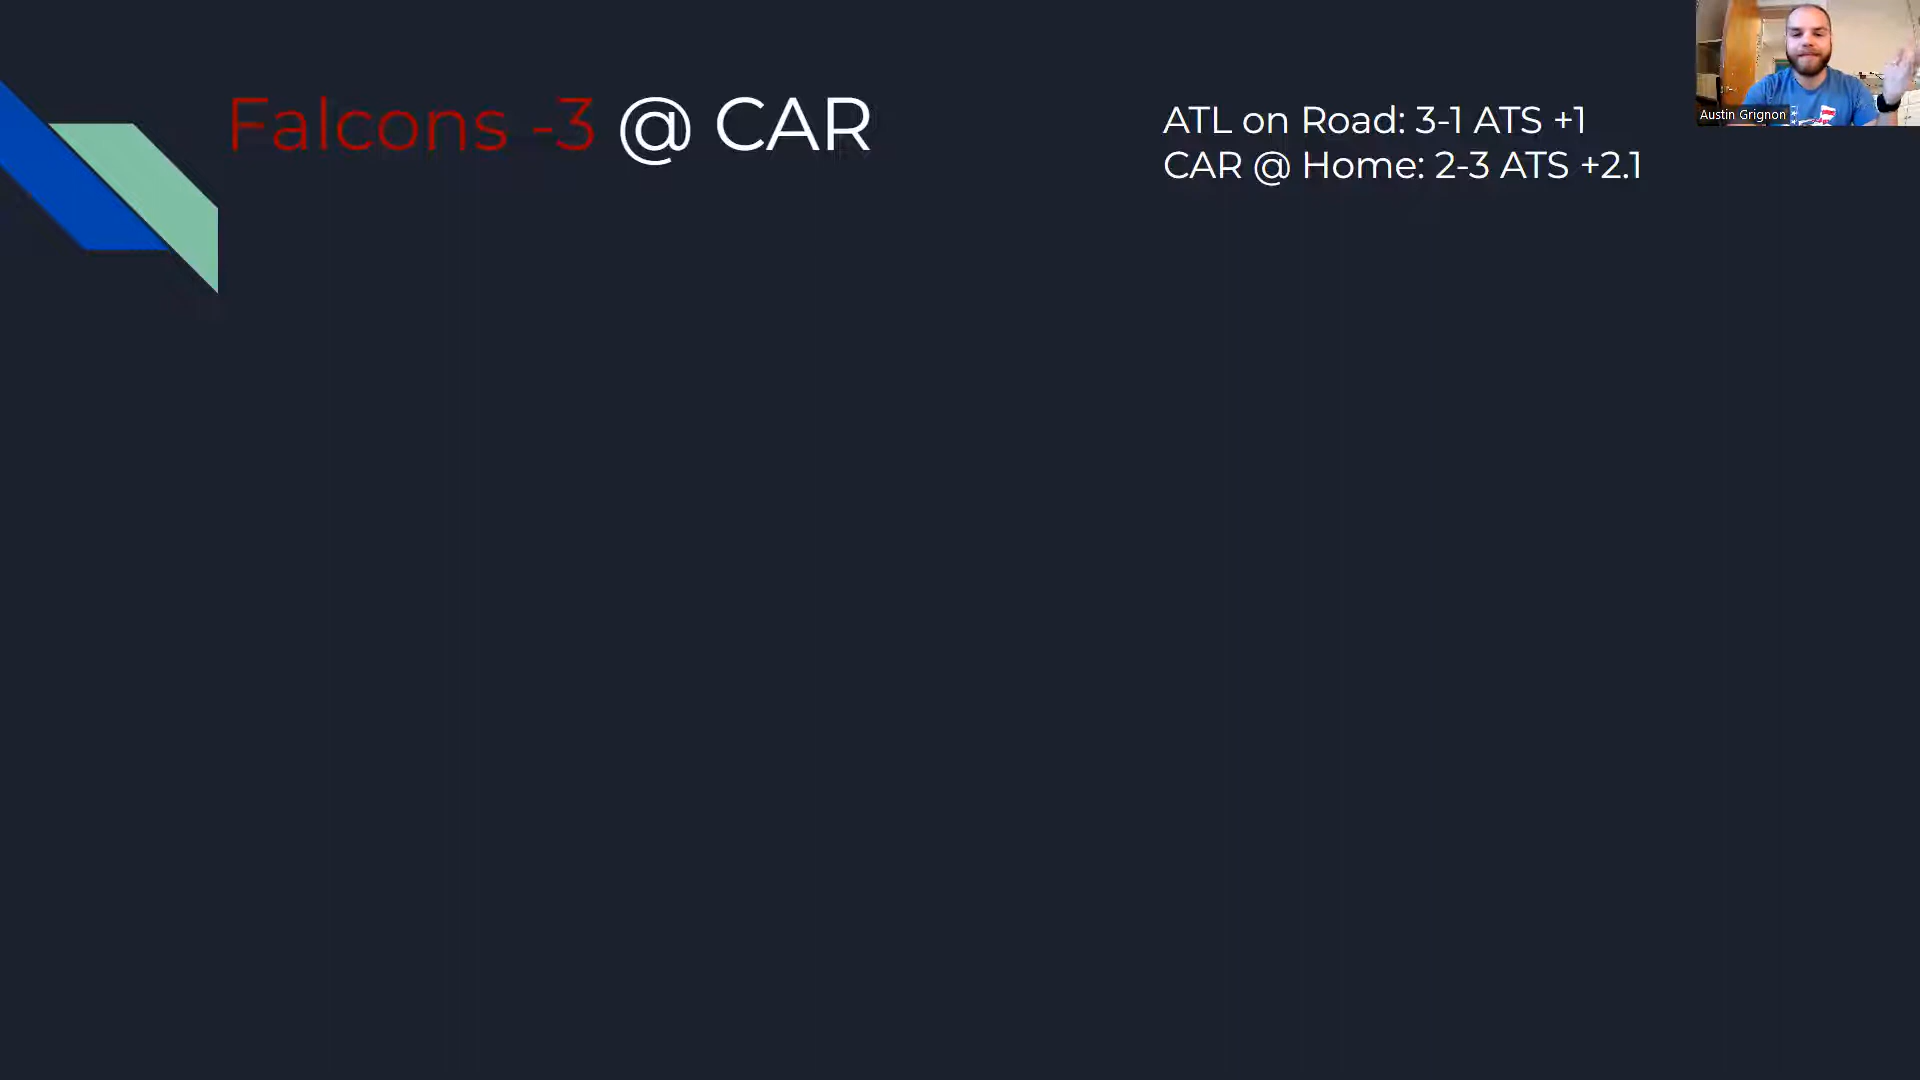 Falcons -3 @ CAR
ATL on Road: 3-1 ATS +1
CAR @ Home: 2-3 ATS +2.1
Austin Grignon